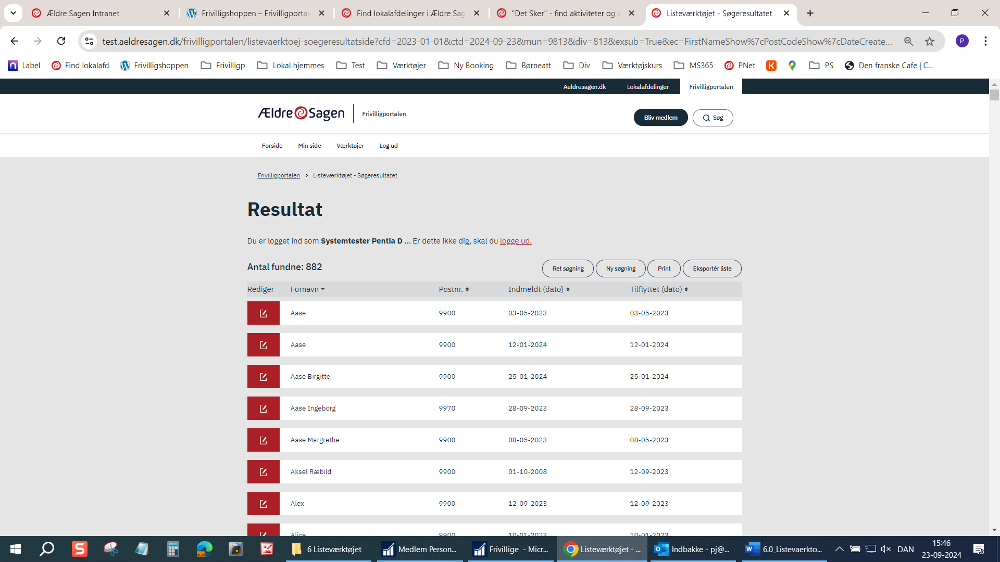 Ældre Sagen Intranet
Frivilligshoppen – Frivilligportale
Find lokalafdelinger i Ældre Sag
"Det Sker" - find aktiviteter og a
Listeværktøjet - Søgeresultatet
test.aeldresagen.dk/frivilligportalen/listevaerktoej-soegeresultatside?cfd=2023-01-01&ctd=2024-09-23&mun=9813&div=813&exsub=True&ec=FirstNameShow%7cPostCodeShow%7cDateCreate...
P
Label
Find lokalafd
Frivilligshoppen
Frivilligp
Lokal hjemmes
Test
Værktøjer
Ny Booking
Børneatt
Div
Værktøjskurs
MS365
PNet
K
PS
Den franske Cafe | C...
Aeldresagen.dk
Lokalafdelinger
Frivilligportalen
Ældre Sagen
Frivilligportalen
Bliv medlem
Søg
Forside
Min side
Værktøjer
Log ud
Frivilligportalen > Listeværktøjet - Søgeresultatet
Resultat
Du er logget ind som Systemtester Pentia D ... Er dette ikke dig, skal du logge ud.
Antal fundne: 882
Ret søgning
Ny søgning
Print
Eksportér liste
Rediger Fornavn Postnr. Indmeldt (dato) Tilflyttet (dato)
Aase 9900 03-05-2023 03-05-2023
Aase 9900 12-01-2024 12-01-2024
Aase Birgitte 9900 25-01-2024 25-01-2024
Aase Ingeborg 9970 28-09-2023 28-09-2023
Aase Margrethe 9900 08-05-2023 08-05-2023
Aksel Ræbild 9900 01-10-2008 12-09-2023
Alex 9900 12-09-2023 12-09-2023
Alice 9900 10-01-2023 10-01-2023
6 Listeværktøjet
Medlem Person...
Frivillige - Micr...
Listeværktøjet - ...
Indbakke - pj@...
6.0_Listevaerkto...
DAN
15:46
23-09-2024